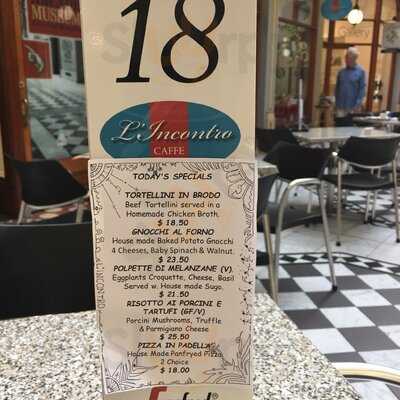 MUSEUM
18
Gallery
L'Incontro
CAFFE
TODAY'S SPECIALS
TORTELLINI IN BRODO
Beef Tortellini served in a
Homemade Chicken Broth.
$ 18.50
GNOCCHI AL FORNO
House made Baked Potato Gnocchi
4 Cheeses, Baby Spinach & Walnut.
$ 23.50
POLPETTE DI MELANZANE (V).
Eggplants Croquette, Cheese, Basil
Served w. House made Sugo.
$ 21.50
RISOTTO AI PORCINI E
TARTUFI (GF/V)
Porcini Mushrooms, Truffle
& Parmigiano Cheese
$ 25.50
PIZZA IN PADELLA
House Made Panfryed Pizza
2 Choice
$ 18.00
L'INCONTRO